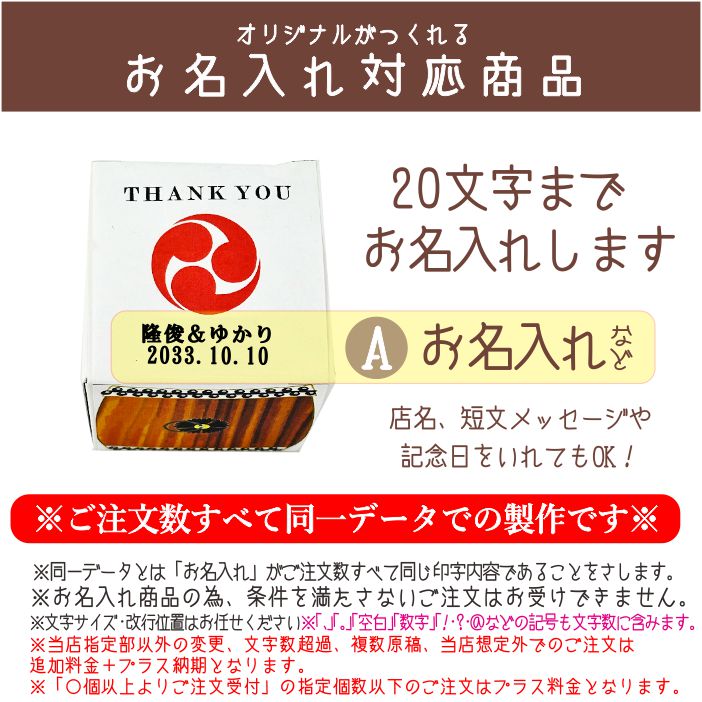 オリジナルがつくれる
お名入れ対応商品
THANK YOU
隆俊&ゆかり
2033.10.10
20文字まで
お名入れします
A お名入れなど
店名、短文メッセージや
記念日をいれてもOK!
※ご注文数すべて同一データでの製作です※
※同一データとは「お名入れ」がご注文数すべて同じ印字内容であることをさします。
※お名入れ商品の為、条件を満たさないご注文はお受けできません。
※文字サイズ・改行位置はお任せください※「、」「。」「空白」「数字」「!・?・@などの記号も文字数に含みます。
※当店指定部以外の変更、文字数超過、複数原稿、当店想定外でのご注文は
追加料金+プラス納期となります。
※「〇個以上よりご注文受付」の指定個数以下のご注文はプラス料金となります。